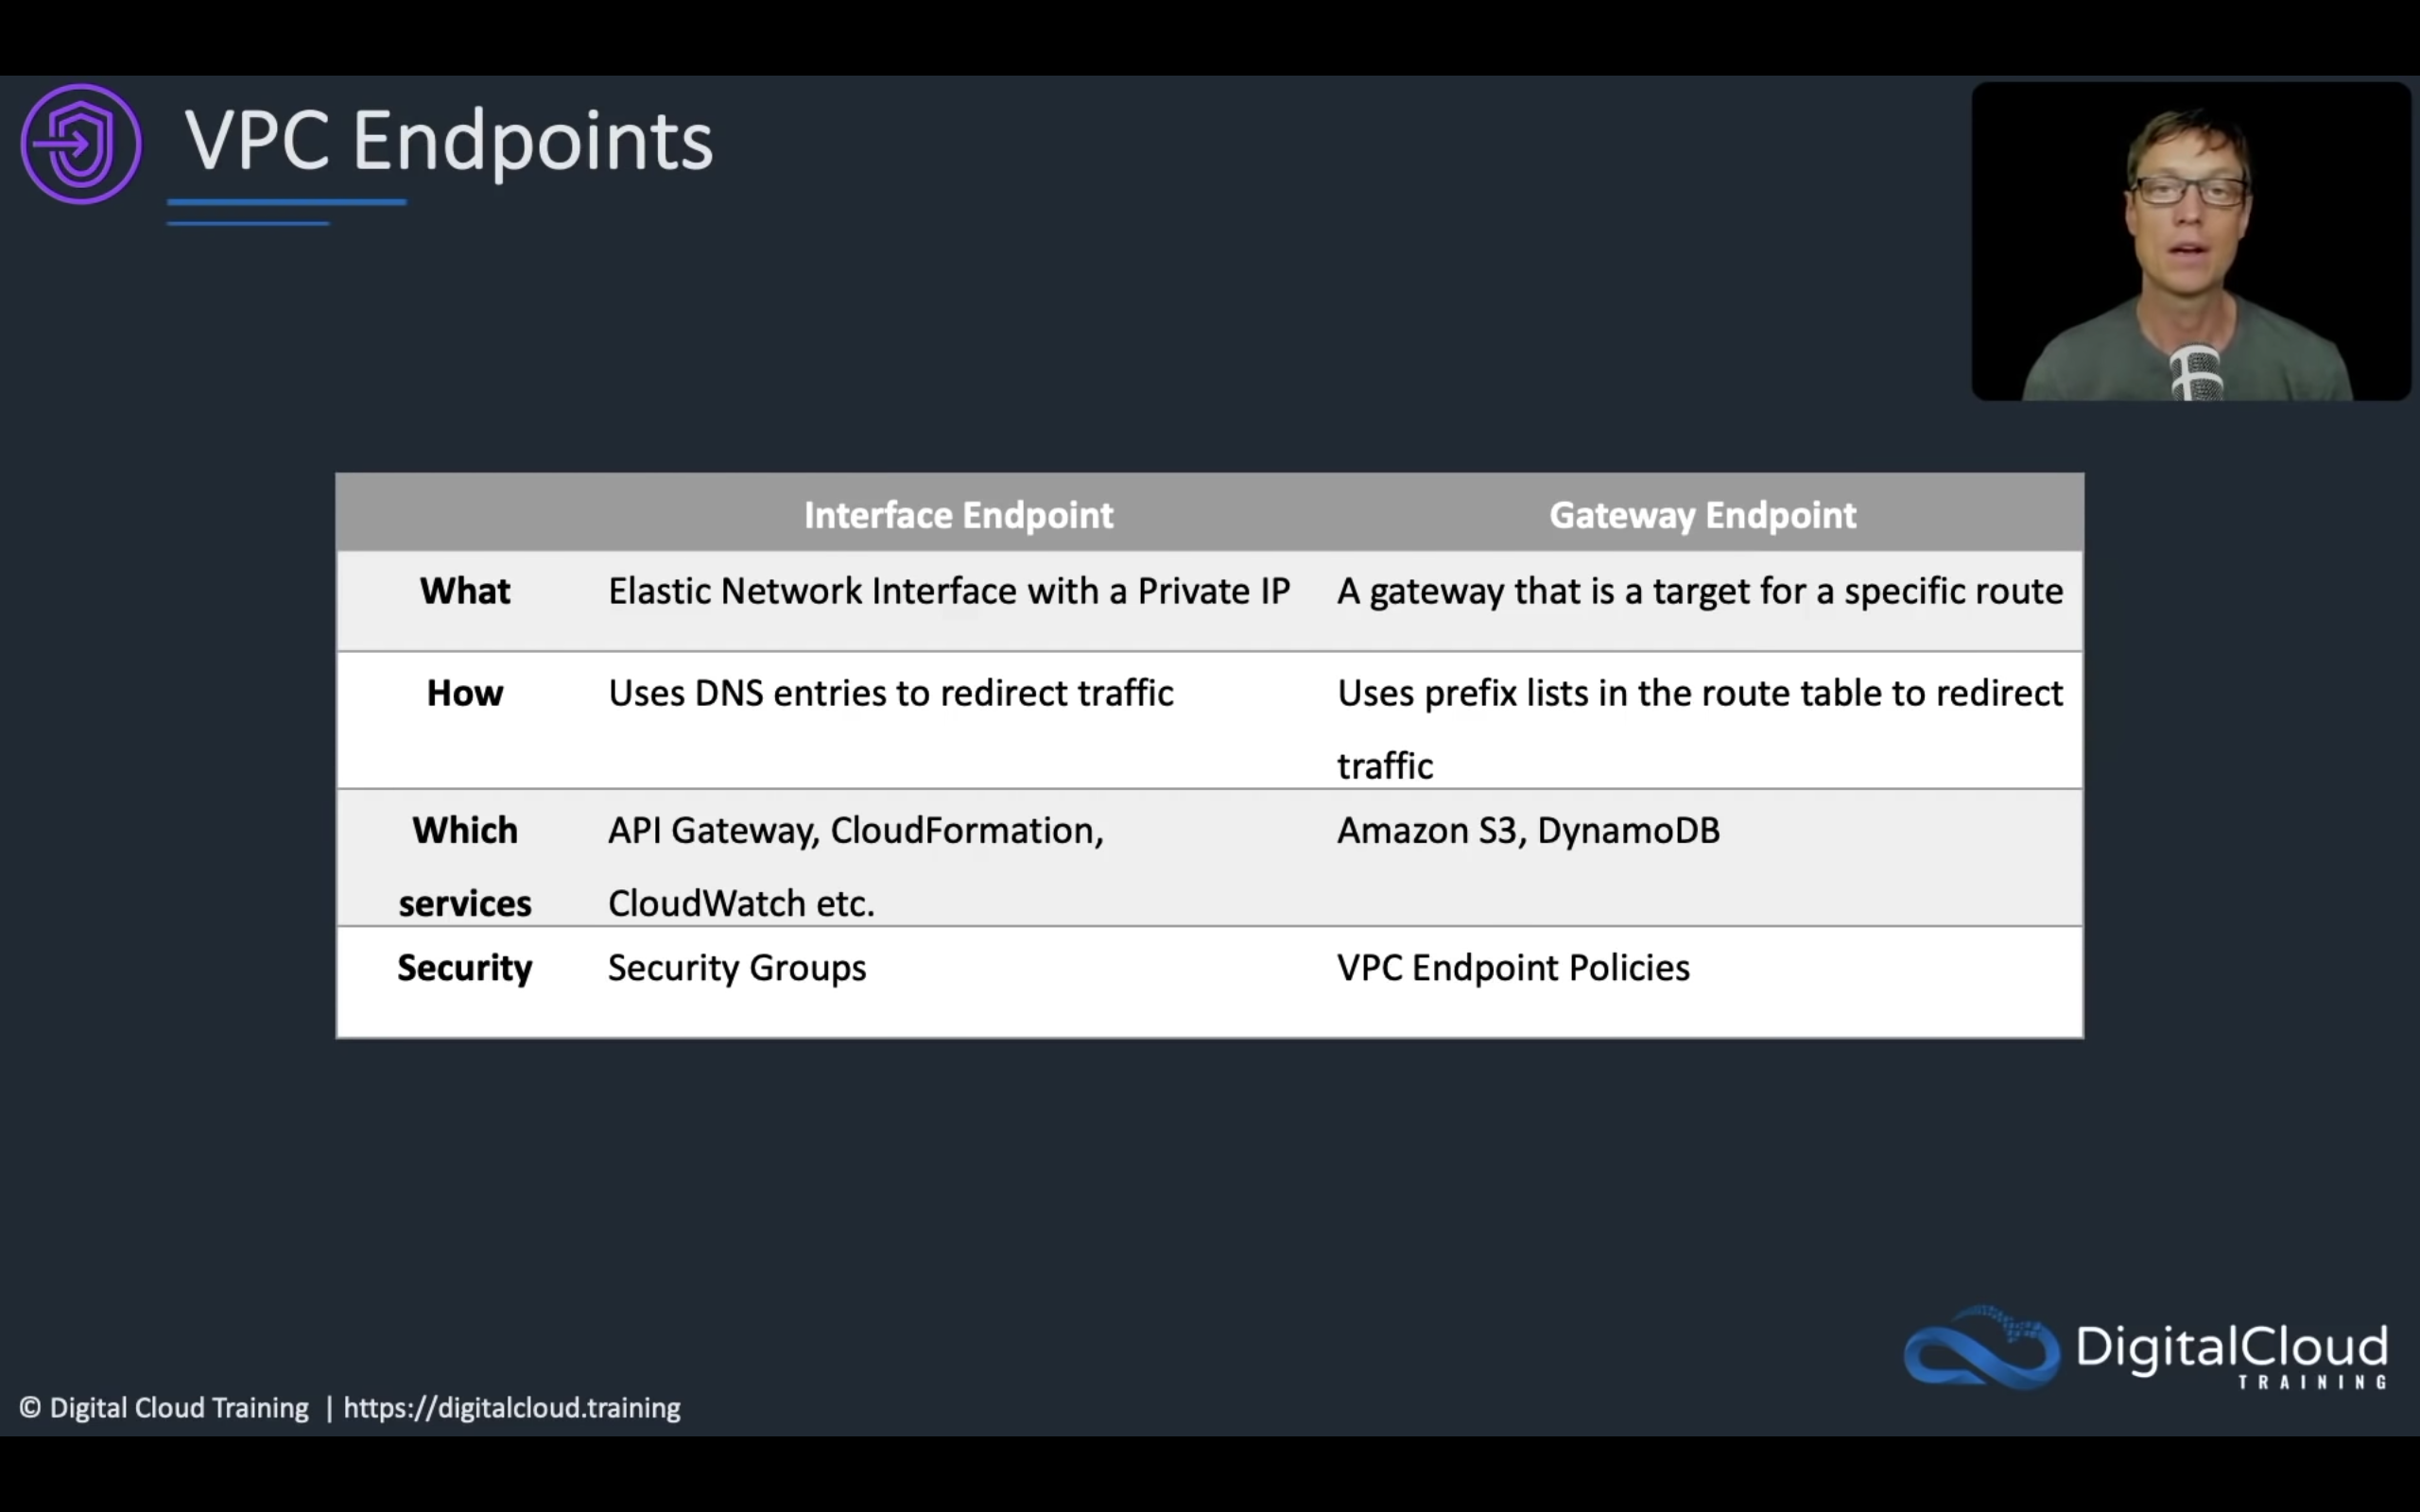 VPC Endpoints
Interface Endpoint Gateway Endpoint
What Elastic Network Interface with a Private IP A gateway that is a target for a specific route
How Uses DNS entries to redirect traffic Uses prefix lists in the route table to redirect
traffic
Which API Gateway, CloudFormation, Amazon S3, DynamoDB
services CloudWatch etc.
Security Security Groups VPC Endpoint Policies
DigitalCloud
TRAINING
© Digital Cloud Training | https://digitalcloud.training